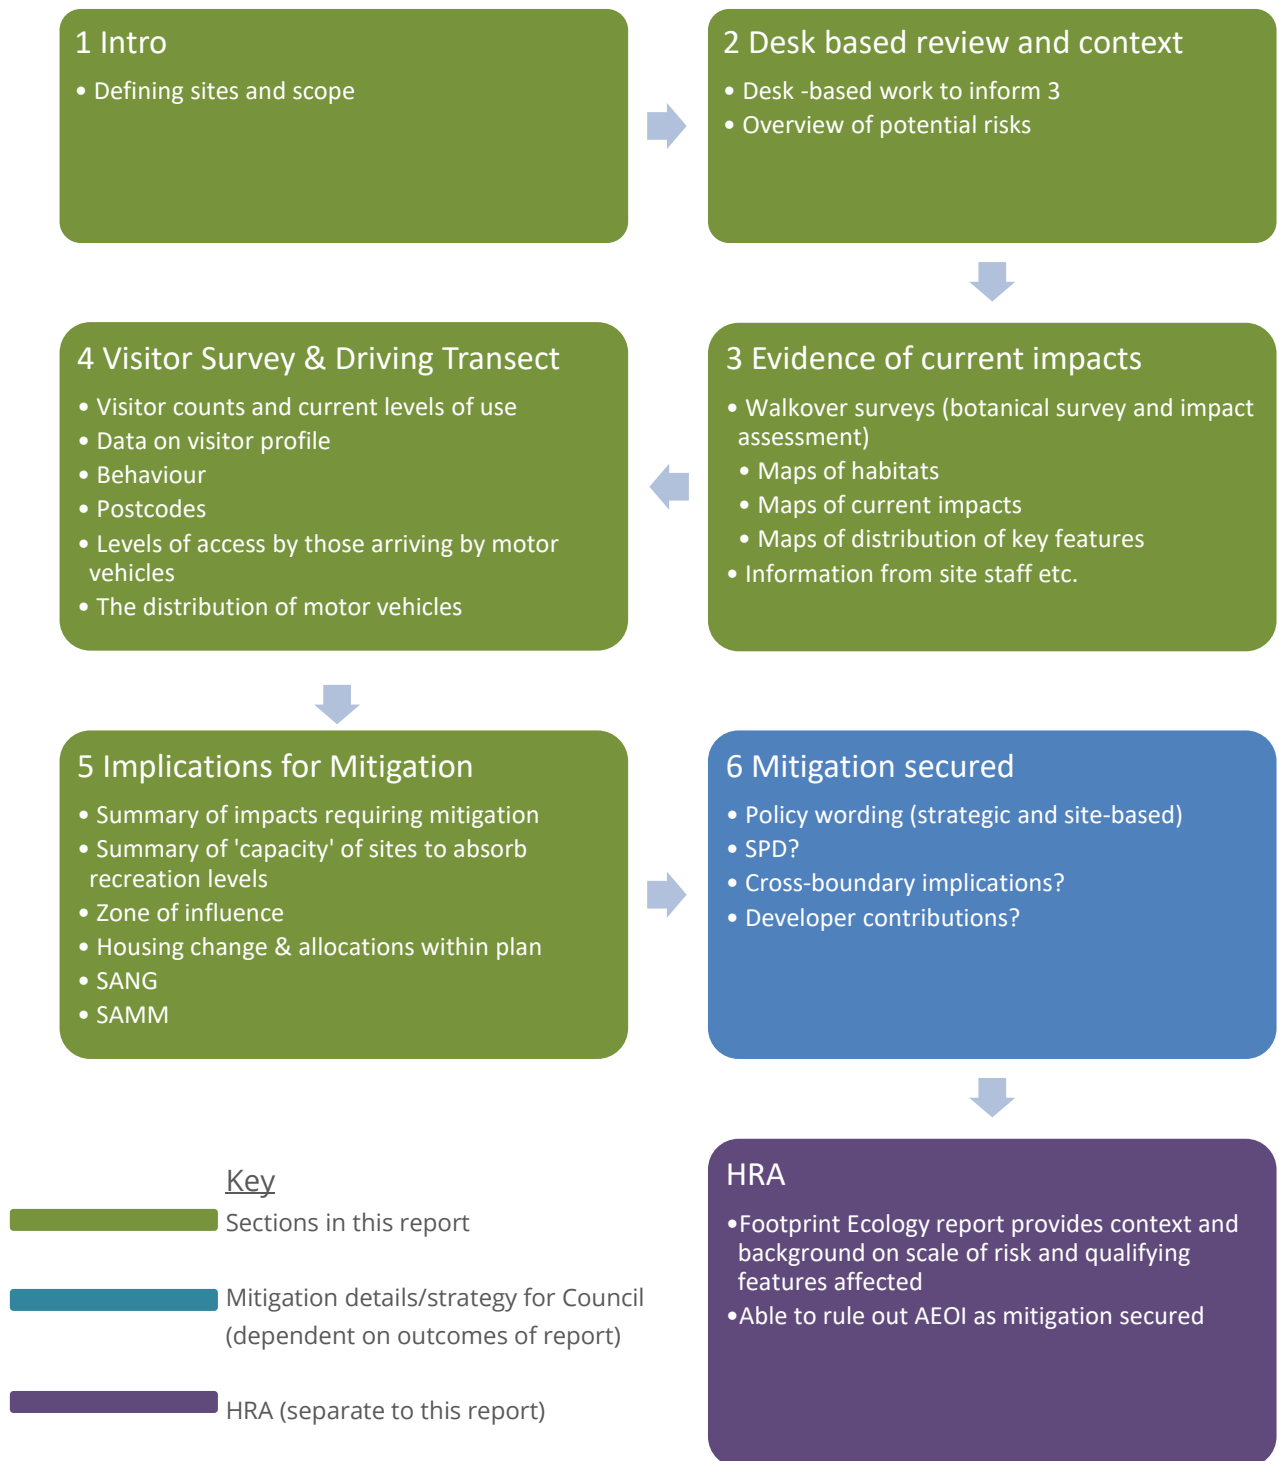 1 Intro
• Defining sites and scope
2 Desk based review and context
• Desk -based work to inform 3
• Overview of potential risks
3 Evidence of current impacts
• Walkover surveys (botanical survey and impact
assessment)
• Maps of habitats
• Maps of current impacts
• Maps of distribution of key features
• Information from site staff etc.
4 Visitor Survey & Driving Transect
• Visitor counts and current levels of use
• Data on visitor profile
• Behaviour
• Postcodes
• Levels of access by those arriving by motor
vehicles
• The distribution of motor vehicles
5 Implications for Mitigation
• Summary of impacts requiring mitigation
• Summary of 'capacity' of sites to absorb
recreation levels
• Zone of influence
• Housing change & allocations within plan
• SANG
• SAMM
6 Mitigation secured
• Policy wording (strategic and site-based)
• SPD?
• Cross-boundary implications?
• Developer contributions?
HRA
•Footprint Ecology report provides context and
background on scale of risk and qualifying
features affected
•Able to rule out AEOI as mitigation secured
Key
Sections in this report
Mitigation details/strategy for Council
(dependent on outcomes of report)
HRA (separate to this report)